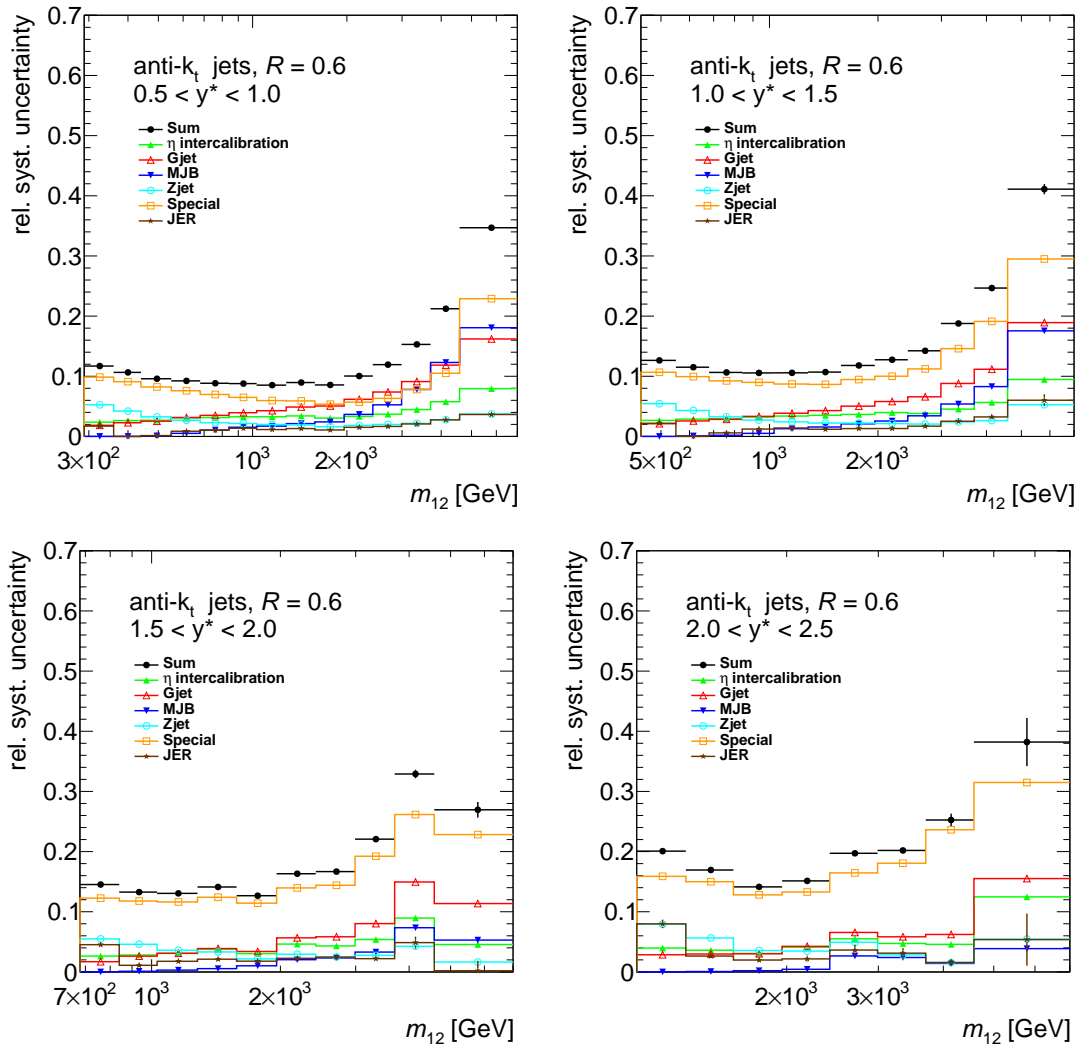 rel. syst. uncertainty
0.7
0.6
0.5
0.4
0.3
0.2
0.1
0
anti-kt jets, R = 0.6
0.5 < y* < 1.0
Sum
η intercalibration
Gjet
MJB
Zjet
Special
JER
3×10²
10³
2×10³
m12 [GeV]
rel. syst. uncertainty
0.7
0.6
0.5
0.4
0.3
0.2
0.1
0
anti-kt jets, R = 0.6
1.0 < y* < 1.5
Sum
η intercalibration
Gjet
MJB
Zjet
Special
JER
5×10²
10³
2×10³
m12 [GeV]
rel. syst. uncertainty
0.7
0.6
0.5
0.4
0.3
0.2
0.1
0
anti-kt jets, R = 0.6
1.5 < y* < 2.0
Sum
η intercalibration
Gjet
MJB
Zjet
Special
JER
7×10²
10³
2×10³
m12 [GeV]
rel. syst. uncertainty
0.7
0.6
0.5
0.4
0.3
0.2
0.1
0
anti-kt jets, R = 0.6
2.0 < y* < 2.5
Sum
η intercalibration
Gjet
MJB
Zjet
Special
JER
2×10³
3×10³
m12 [GeV]